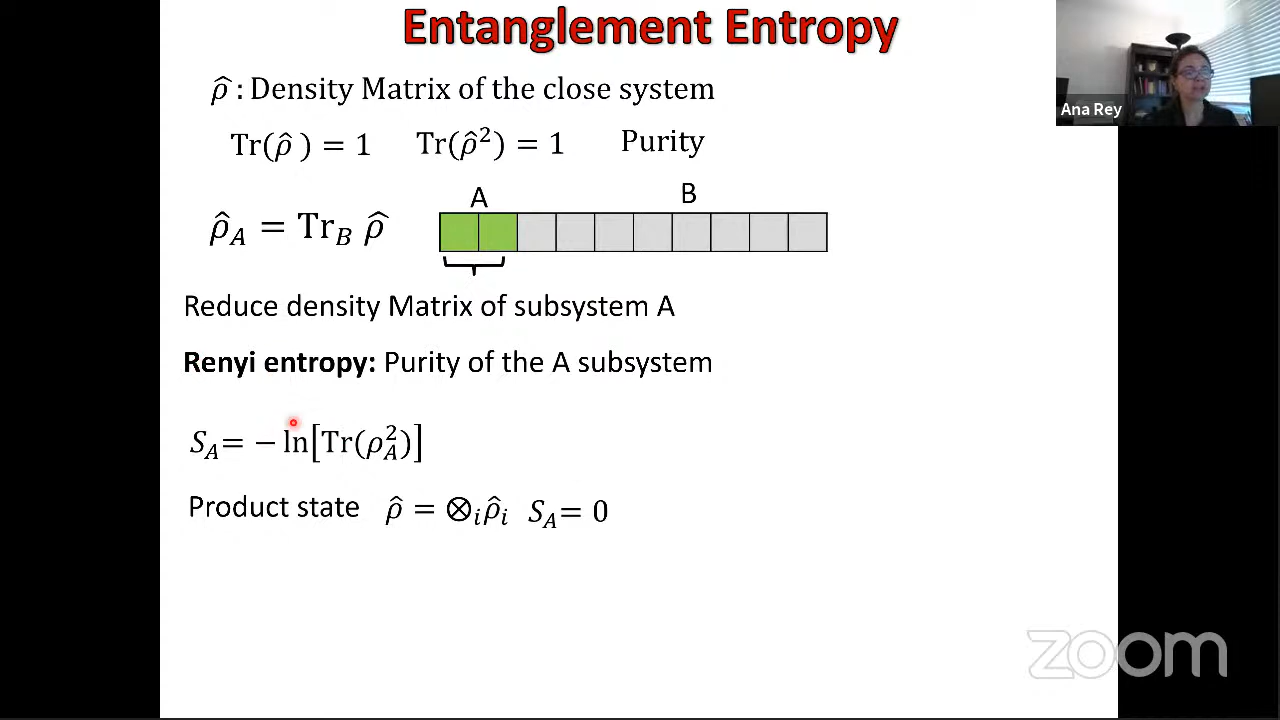 Entanglement Entropy
Ana Rey
ρ̂ : Density Matrix of the close system
Tr(ρ̂ ) = 1 Tr(ρ̂²) = 1 Purity
A B
ρ̂_A = Tr_B ρ̂
Reduce density Matrix of subsystem A
Renyi entropy: Purity of the A subsystem
S_A= − ln[Tr(ρ_A²)]
Product state ρ̂ = ⊗_i ρ̂_i S_A= 0
zoom